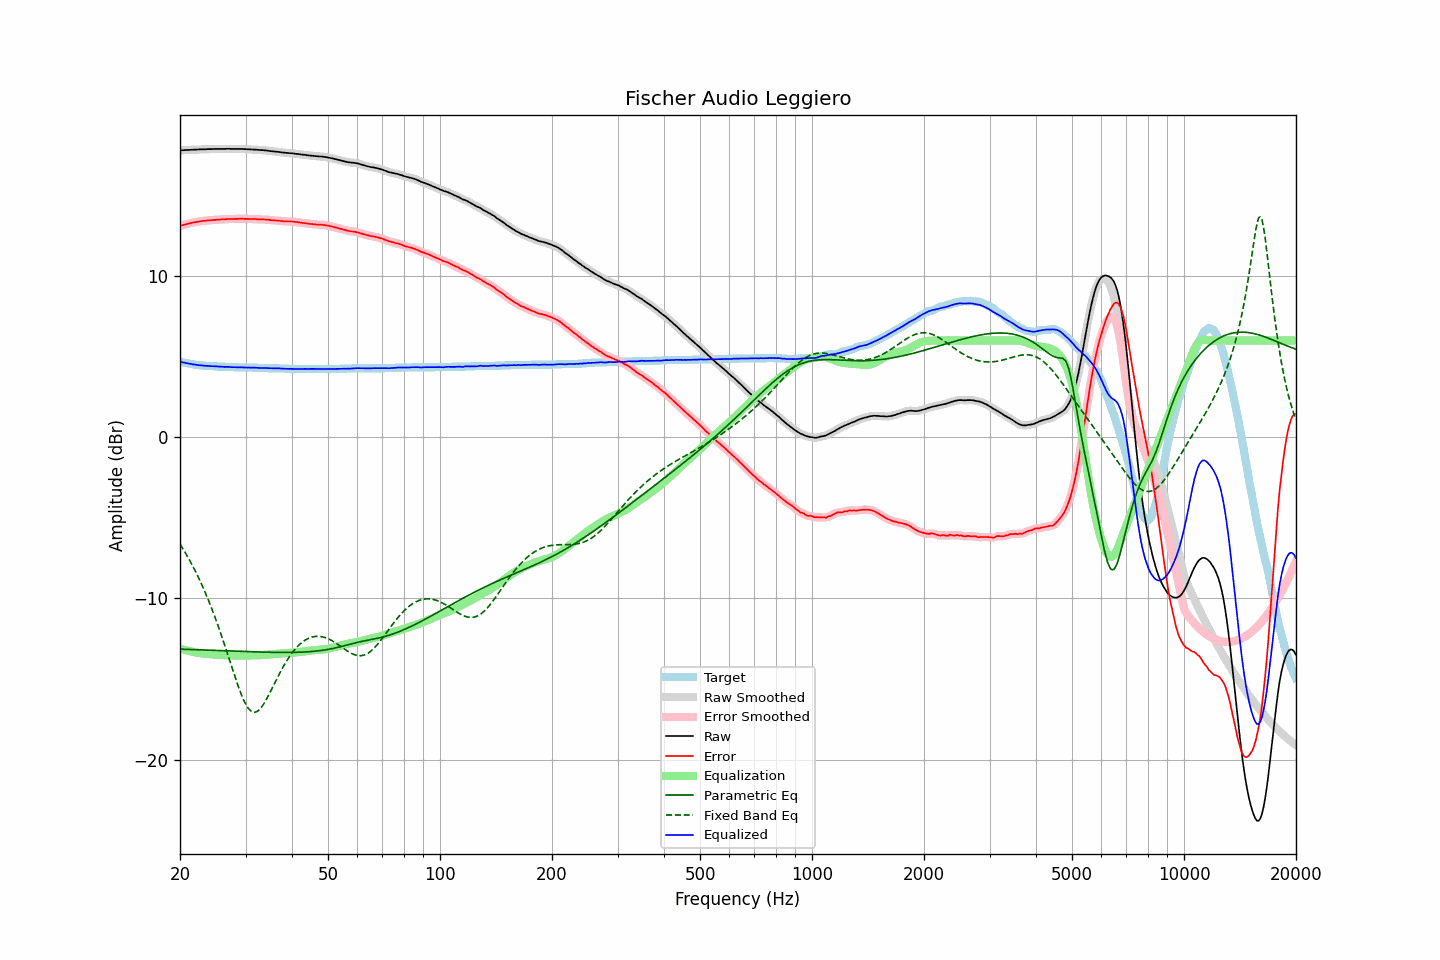 Fischer Audio Leggiero
Amplitude (dBr)
10
0
−10
−20
Target
Raw Smoothed
Error Smoothed
Raw
Error
Equalization
Parametric Eq
Fixed Band Eq
Equalized
20 50 100 200 500 1000 2000 5000 10000 20000
Frequency (Hz)